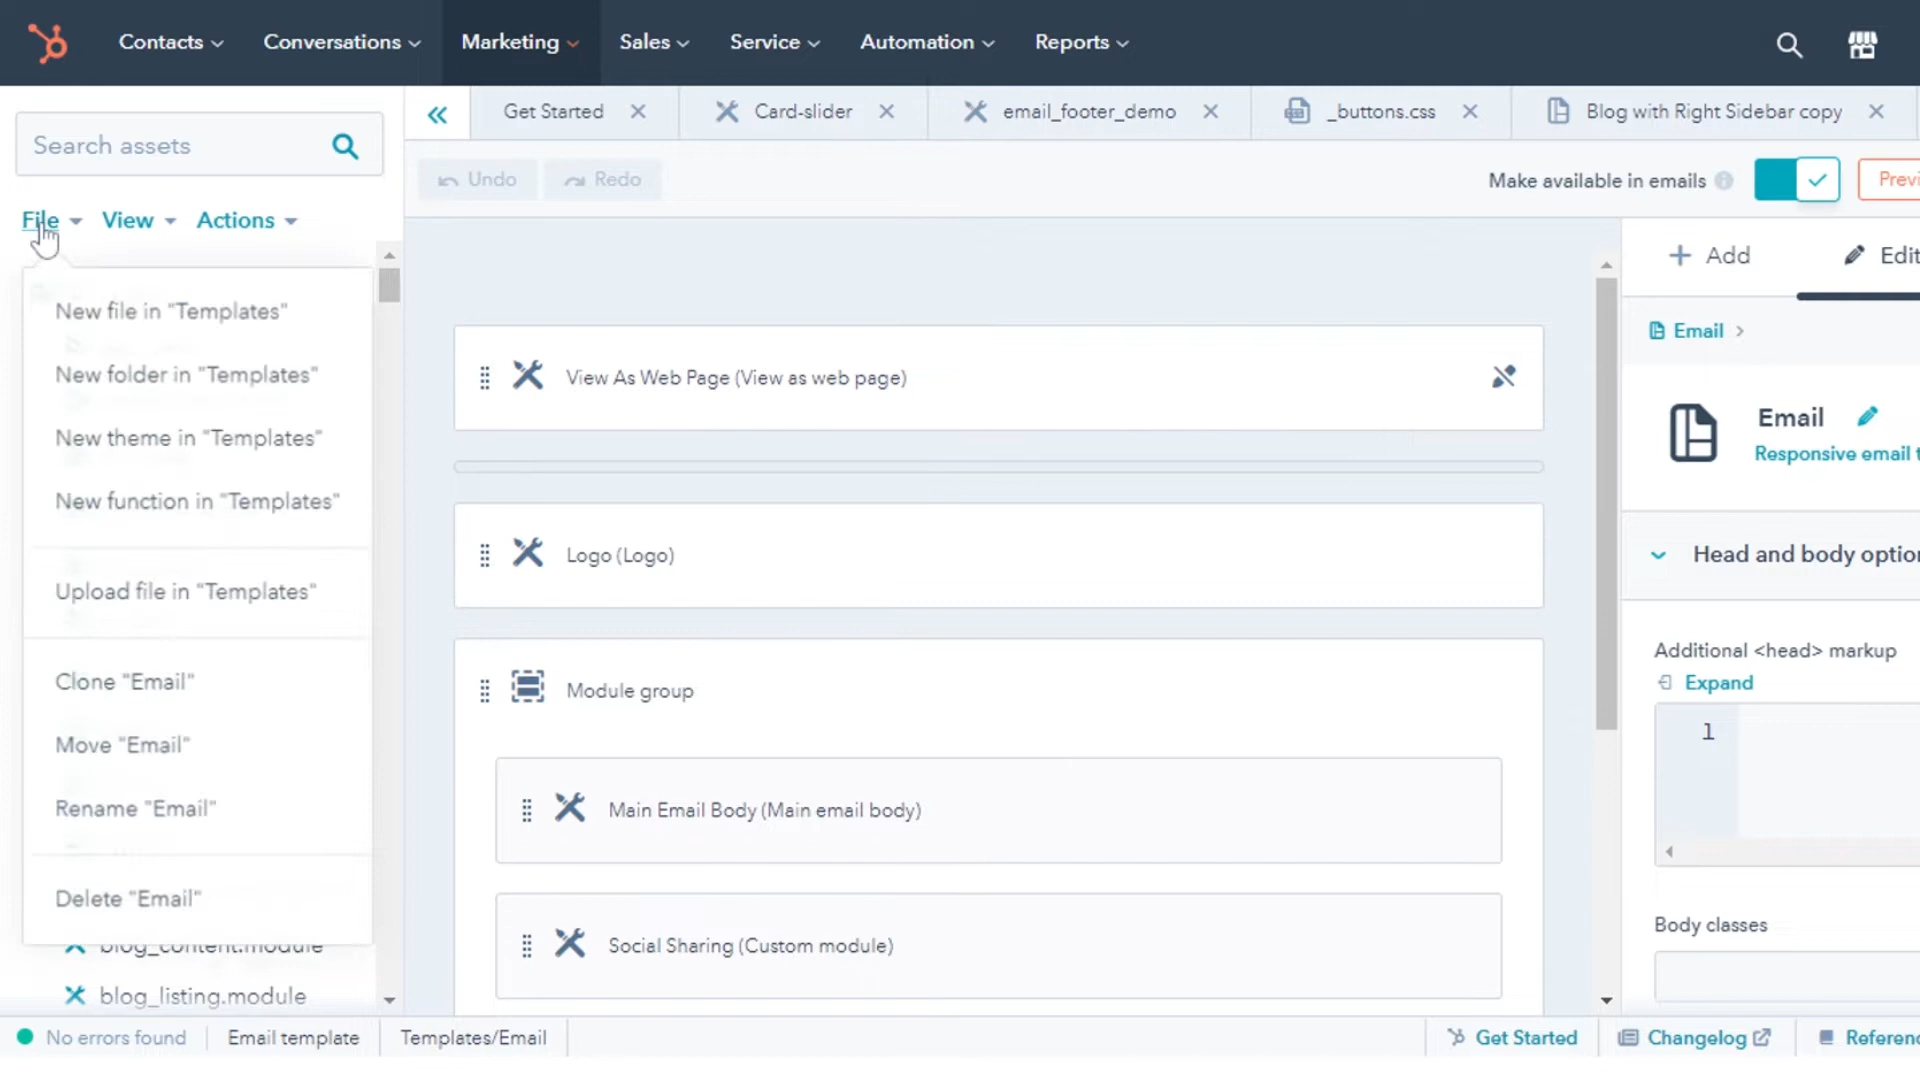 Contacts
Conversations
Marketing
Sales
Service
Automation
Reports
Search assets
Get Started
Card-slider
email_footer_demo
_buttons.css
Blog with Right Sidebar copy
Undo
Redo
Make available in emails
Previ
File
View
Actions
New file in "Templates"
New folder in "Templates"
New theme in "Templates"
New function in "Templates"
Upload file in "Templates"
Clone "Email"
Move "Email"
Rename "Email"
Delete "Email"
blog_content.module
blog_listing.module
View As Web Page (View as web page)
Logo (Logo)
Module group
Main Email Body (Main email body)
Social Sharing (Custom module)
Add
Edit
Email
Email
Responsive email t
Head and body option
Additional <head> markup
Expand
1
Body classes
No errors found
Email template
Templates/Email
Get Started
Changelog
Referenc